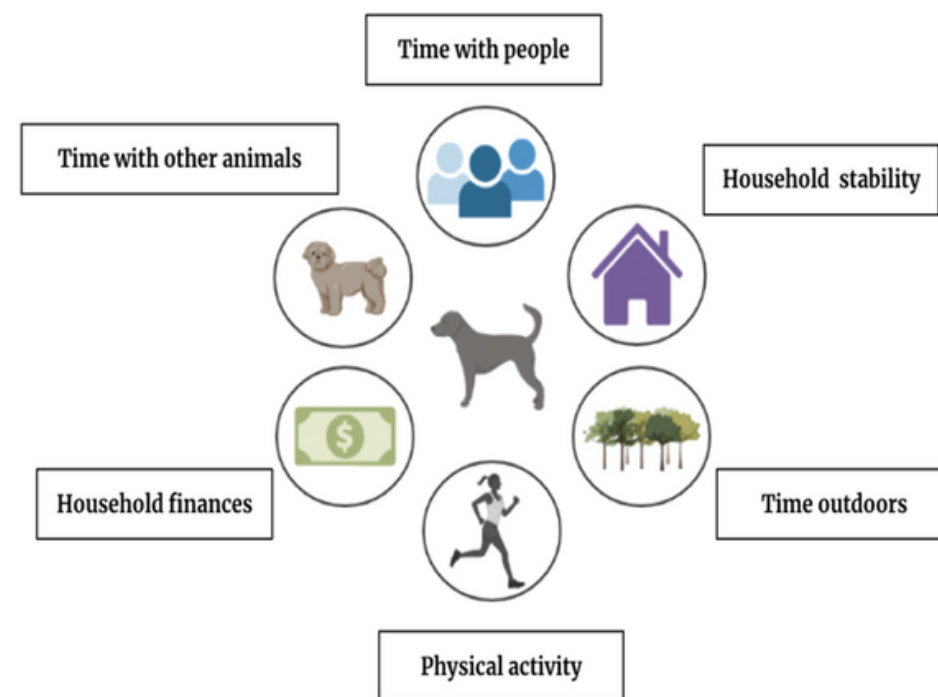 Time with people
Time with other animals
Household stability
$
Household finances
Time outdoors
Physical activity